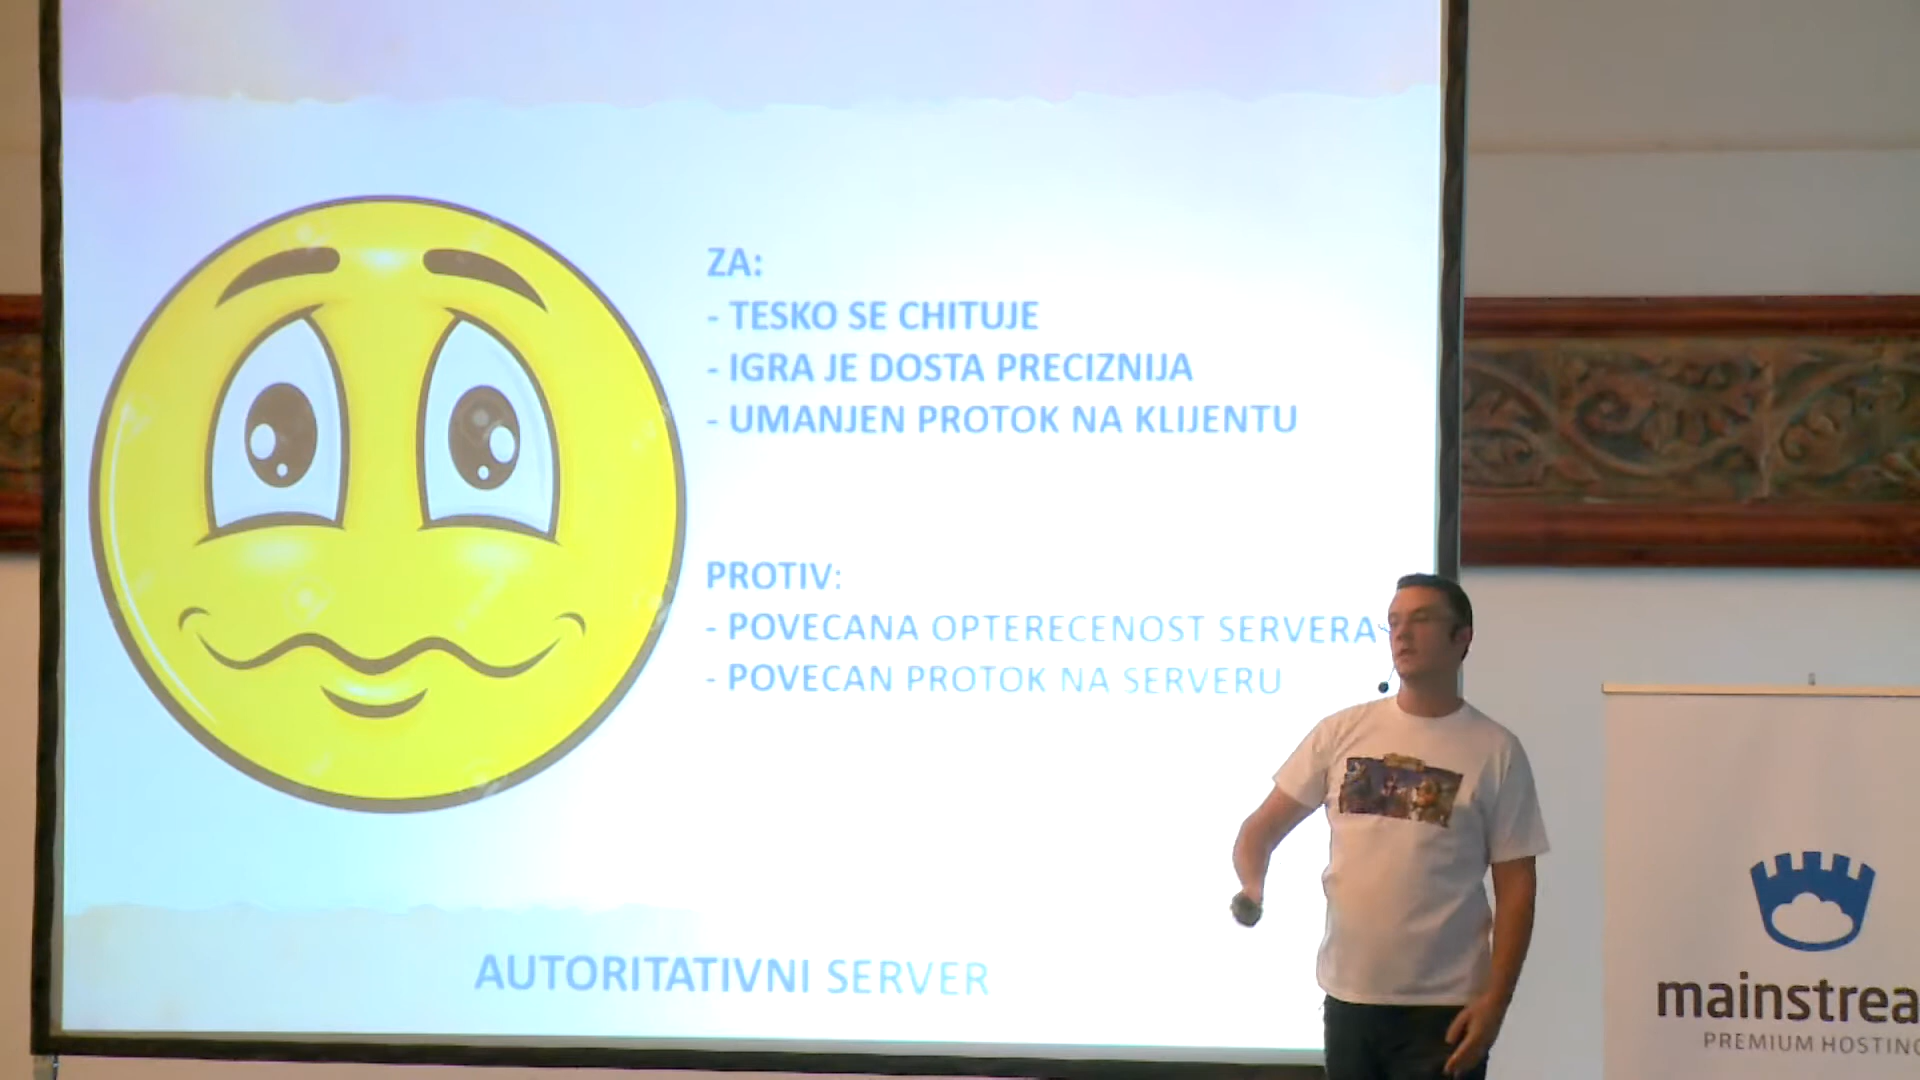 ZA:
- TESKO SE CHITUJE
- IGRA JE DOSTA PRECIZNIJA
- UMANJEN PROTOK NA KLIJENTU
PROTIV:
- POVECANA OPTERECENOST SERVERA
- POVECAN PROTOK NA SERVERU
AUTORITATIVNI SERVER
mainstrea
PREMIUM HOSTING